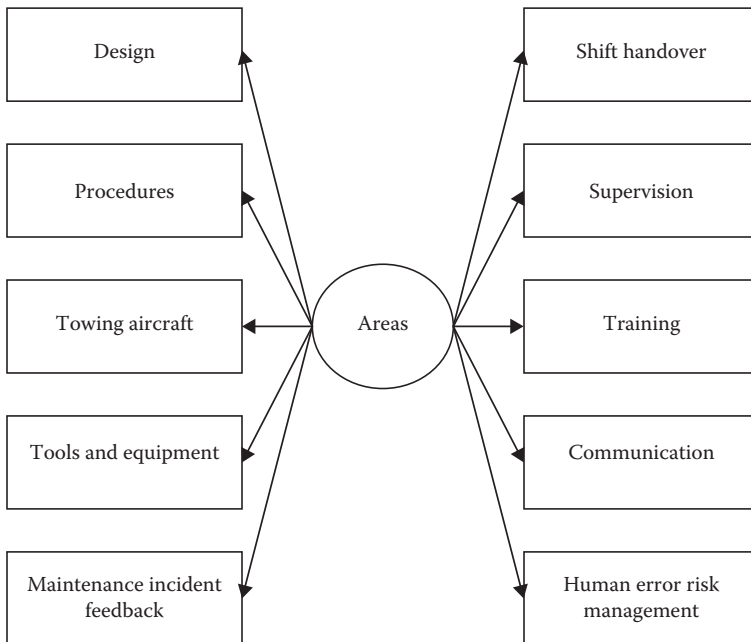 Design
Procedures
Towing aircraft
Tools and equipment
Maintenance incident
feedback
Areas
Shift handover
Supervision
Training
Communication
Human error risk
management